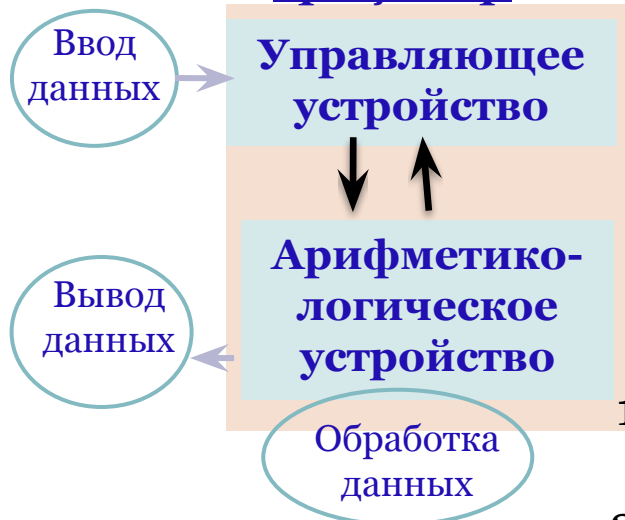 Ввод
данных
Управляющее
устройство
Арифметико-
логическое
устройство
Вывод
данных
Обработка
данных